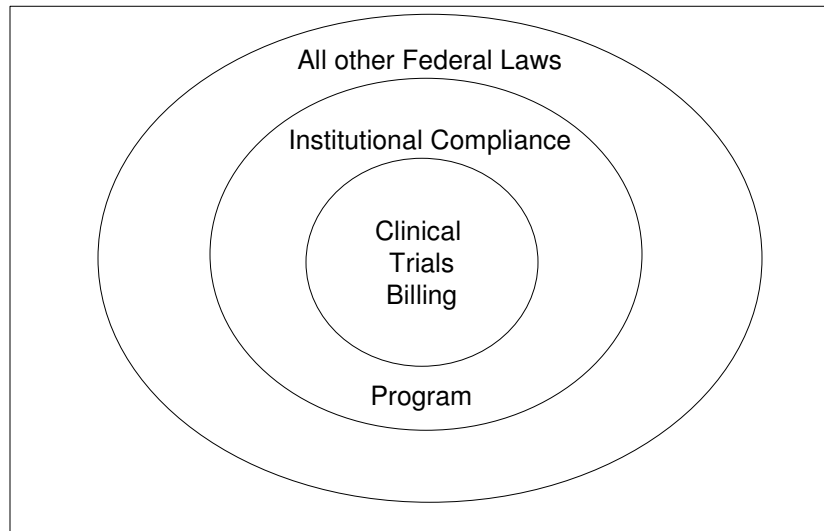 All other Federal Laws
Institutional Compliance
Clinical
Trials
Billing
Program